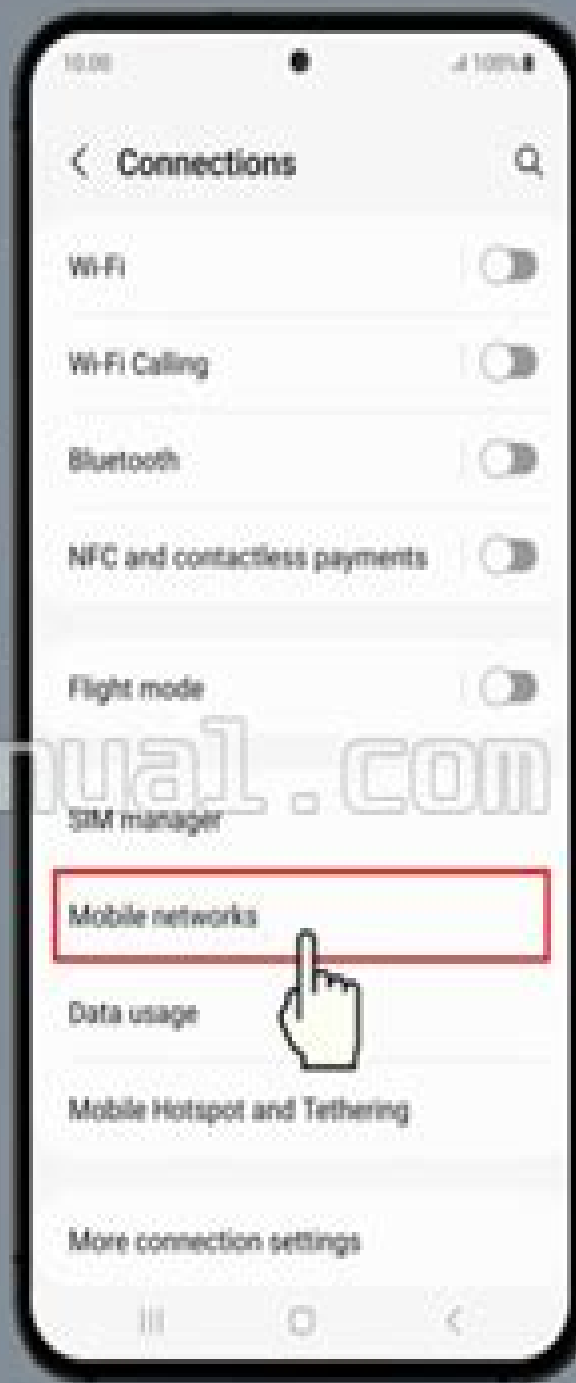 10:00
100%
Connections
Wi-Fi
Wi-Fi Calling
Bluetooth
NFC and contactless payments
Flight mode
nual.com
SIM manager
Mobile networks
Data usage
Mobile Hotspot and Tethering
More connection settings